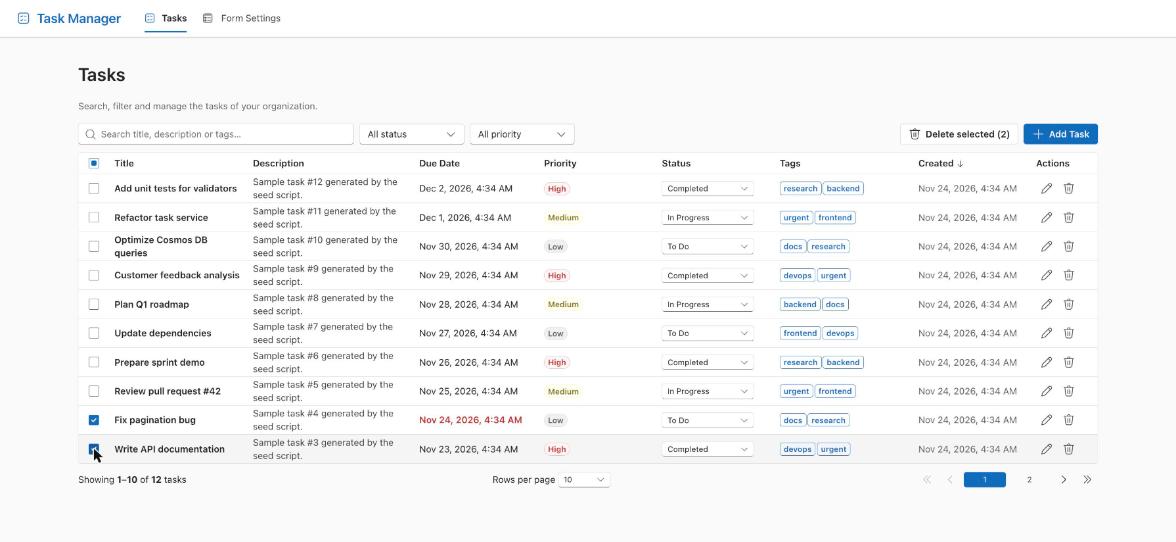 Task Manager Tasks Form Settings
Tasks
Search, filter and manage the tasks of your organization.
Search title, description or tags... All status All priority Delete selected (2) Add Task
Title Description Due Date Priority Status Tags Created ↓ Actions
Add unit tests for validators Sample task #12 generated by the seed script. Dec 2, 2026, 4:34 AM High Completed research backend Nov 24, 2026, 4:34 AM
Refactor task service Sample task #11 generated by the seed script. Dec 1, 2026, 4:34 AM Medium In Progress urgent frontend Nov 24, 2026, 4:34 AM
Optimize Cosmos DB queries Sample task #10 generated by the seed script. Nov 30, 2026, 4:34 AM Low To Do docs research Nov 24, 2026, 4:34 AM
Customer feedback analysis Sample task #9 generated by the seed script. Nov 29, 2026, 4:34 AM High Completed devops urgent Nov 24, 2026, 4:34 AM
Plan Q1 roadmap Sample task #8 generated by the seed script. Nov 28, 2026, 4:34 AM Medium In Progress backend docs Nov 24, 2026, 4:34 AM
Update dependencies Sample task #7 generated by the seed script. Nov 27, 2026, 4:34 AM Low To Do frontend devops Nov 24, 2026, 4:34 AM
Prepare sprint demo Sample task #6 generated by the seed script. Nov 26, 2026, 4:34 AM High Completed research backend Nov 24, 2026, 4:34 AM
Review pull request #42 Sample task #5 generated by the seed script. Nov 25, 2026, 4:34 AM Medium In Progress urgent frontend Nov 24, 2026, 4:34 AM
Fix pagination bug Sample task #4 generated by the seed script. Nov 24, 2026, 4:34 AM Low To Do docs research Nov 24, 2026, 4:34 AM
Write API documentation Sample task #3 generated by the seed script. Nov 23, 2026, 4:34 AM High Completed devops urgent Nov 24, 2026, 4:34 AM
Showing 1–10 of 12 tasks Rows per page 10 1 2